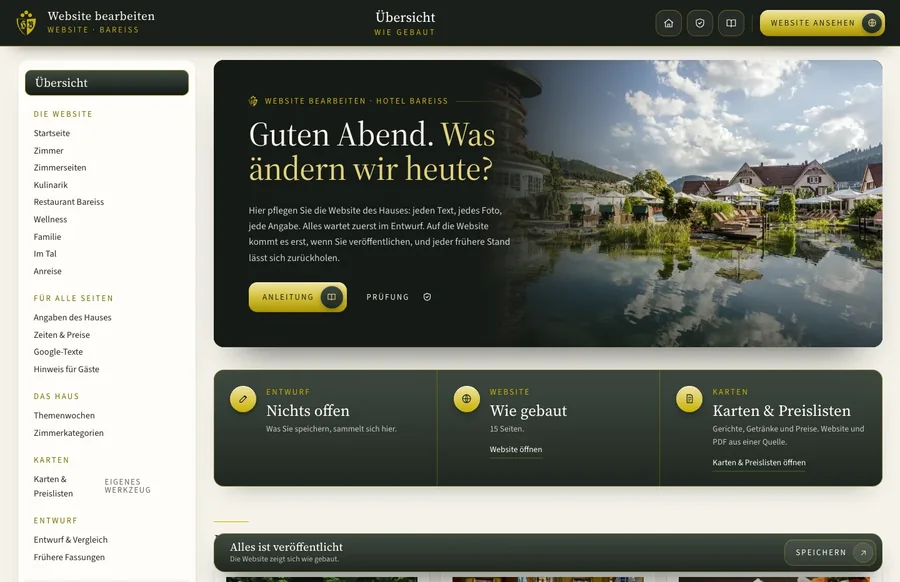 Website bearbeiten
WEBSITE · BAREISS
Übersicht
WIE GEBAUT
WEBSITE ANSEHEN
Übersicht
DIE WEBSITE
Startseite
Zimmer
Zimmerseiten
Kulinarik
Restaurant Bareiss
Wellness
Familie
Im Tal
Anreise
FÜR ALLE SEITEN
Angaben des Hauses
Zeiten & Preise
Google-Texte
Hinweis für Gäste
DAS HAUS
Themenwochen
Zimmerkategorien
KARTEN
Karten &
Preislisten
EIGENES
WERKZEUG
ENTWURF
Entwurf & Vergleich
Frühere Fassungen
WEBSITE BEARBEITEN · HOTEL BAREISS
Guten Abend. Was
ändern wir heute?
Hier pflegen Sie die Website des Hauses: jeden Text, jedes Foto,
jede Angabe. Alles wartet zuerst im Entwurf. Auf die Website
kommt es erst, wenn Sie veröffentlichen, und jeder frühere Stand
lässt sich zurückholen.
ANLEITUNG
PRÜFUNG
ENTWURF
Nichts offen
Was Sie speichern, sammelt sich hier.
WEBSITE
Wie gebaut
15 Seiten.
Website öffnen
KARTEN
Karten & Preislisten
Gerichte, Getränke und Preise. Website und
PDF aus einer Quelle.
Karten & Preislisten öffnen
Alles ist veröffentlicht
Die Website zeigt sich wie gebaut.
SPEICHERN